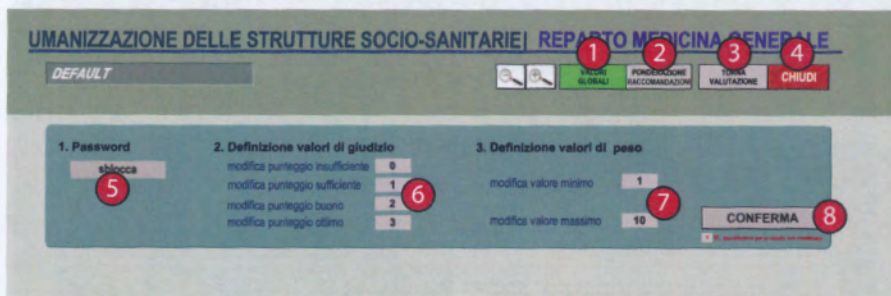 UMANIZZAZIONE DELLE STRUTTURE SOCIO-SANITARIE| REPARTO MEDICINA GENERALE
1 2 3 4
DEFAULT
VALORI GLOBALI
PONDERAZIONE RACCOMANDAZIONI
TORNA VALUTAZIONE
CHIUDI
1. Password
sblocca
5
2. Definizione valori di giudizio
modifica punteggio insufficiente 0
modifica punteggio sufficiente 1
modifica punteggio buono 2
modifica punteggio ottimo 3
6
3. Definizione valori di peso
modifica valore minimo 1
modifica valore massimo 10
7
CONFERMA
8